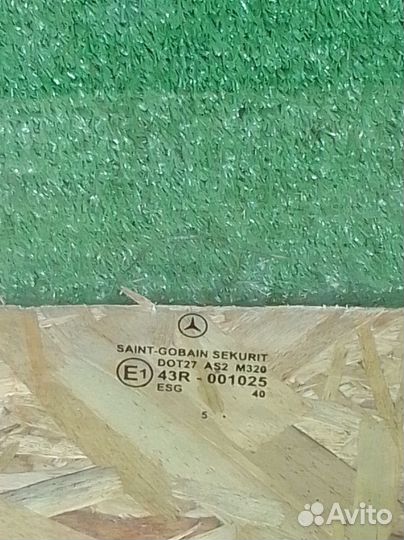 SAINT-GOBAIN SEKURIT
DOT27 AS2 M320
E1 43R - 001025
ESG 40
5
Avito